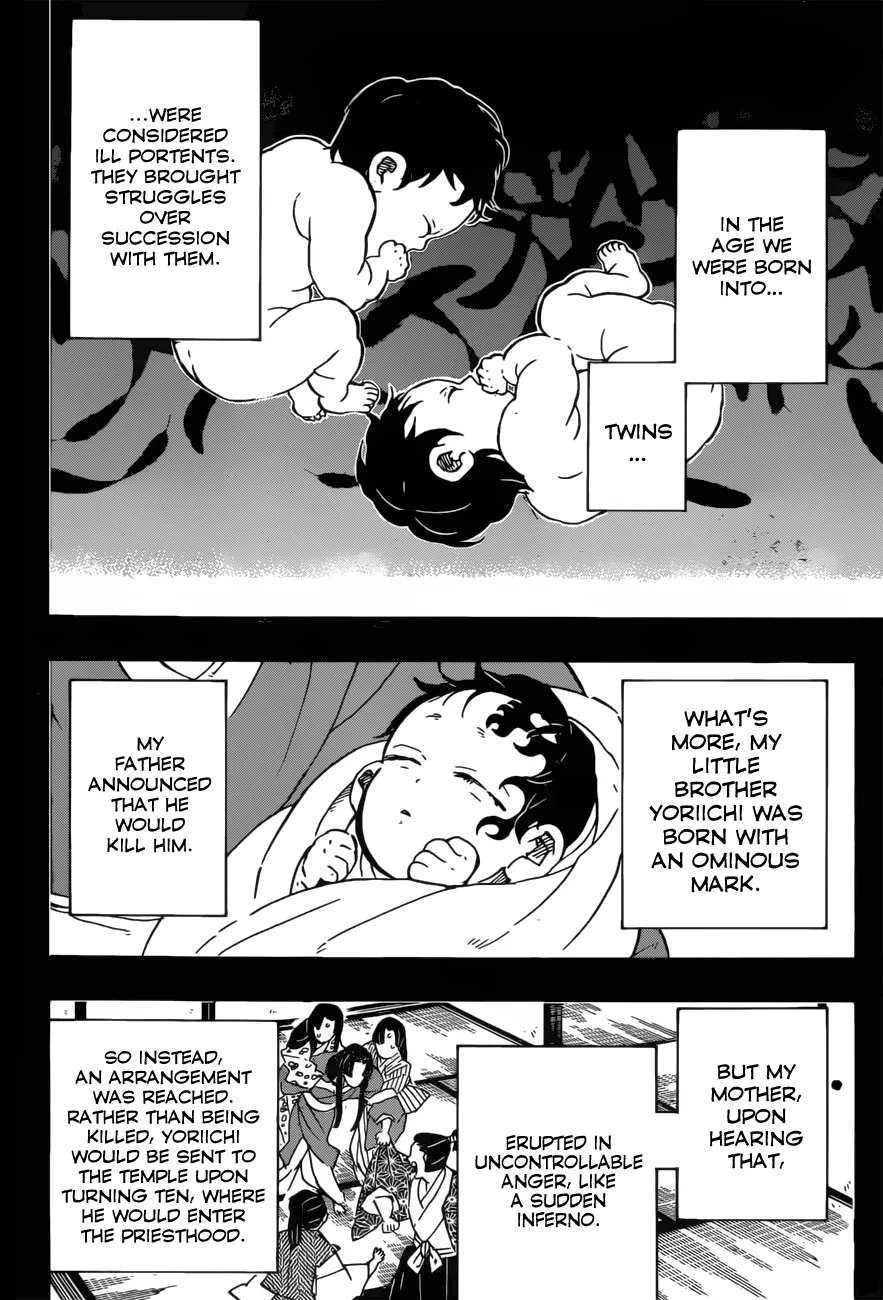 IN THE
AGE WE
WERE BORN
INTO...
TWINS
...
...WERE
CONSIDERED
ILL PORTENTS.
THEY BROUGHT
STRUGGLES
OVER
SUCCESSION
WITH THEM.
WHAT'S
MORE, MY
LITTLE
BROTHER
YORIICHI WAS
BORN WITH
AN OMINOUS
MARK.
MY
FATHER
ANNOUNCED
THAT HE
WOULD
KILL HIM.
BUT MY
MOTHER,
UPON
HEARING
THAT,
ERUPTED IN
UNCONTROLLABLE
ANGER, LIKE
A SUDDEN
INFERNO.
SO INSTEAD,
AN ARRANGEMENT
WAS REACHED.
RATHER THAN BEING
KILLED, YORIICHI
WOULD BE SENT TO
THE TEMPLE UPON
TURNING TEN, WHERE
HE WOULD ENTER
THE PRIESTHOOD.